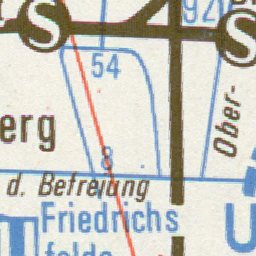 S
S
92
54
erg
Ober-
8
d. Befreiung
Friedrichs
felde
U